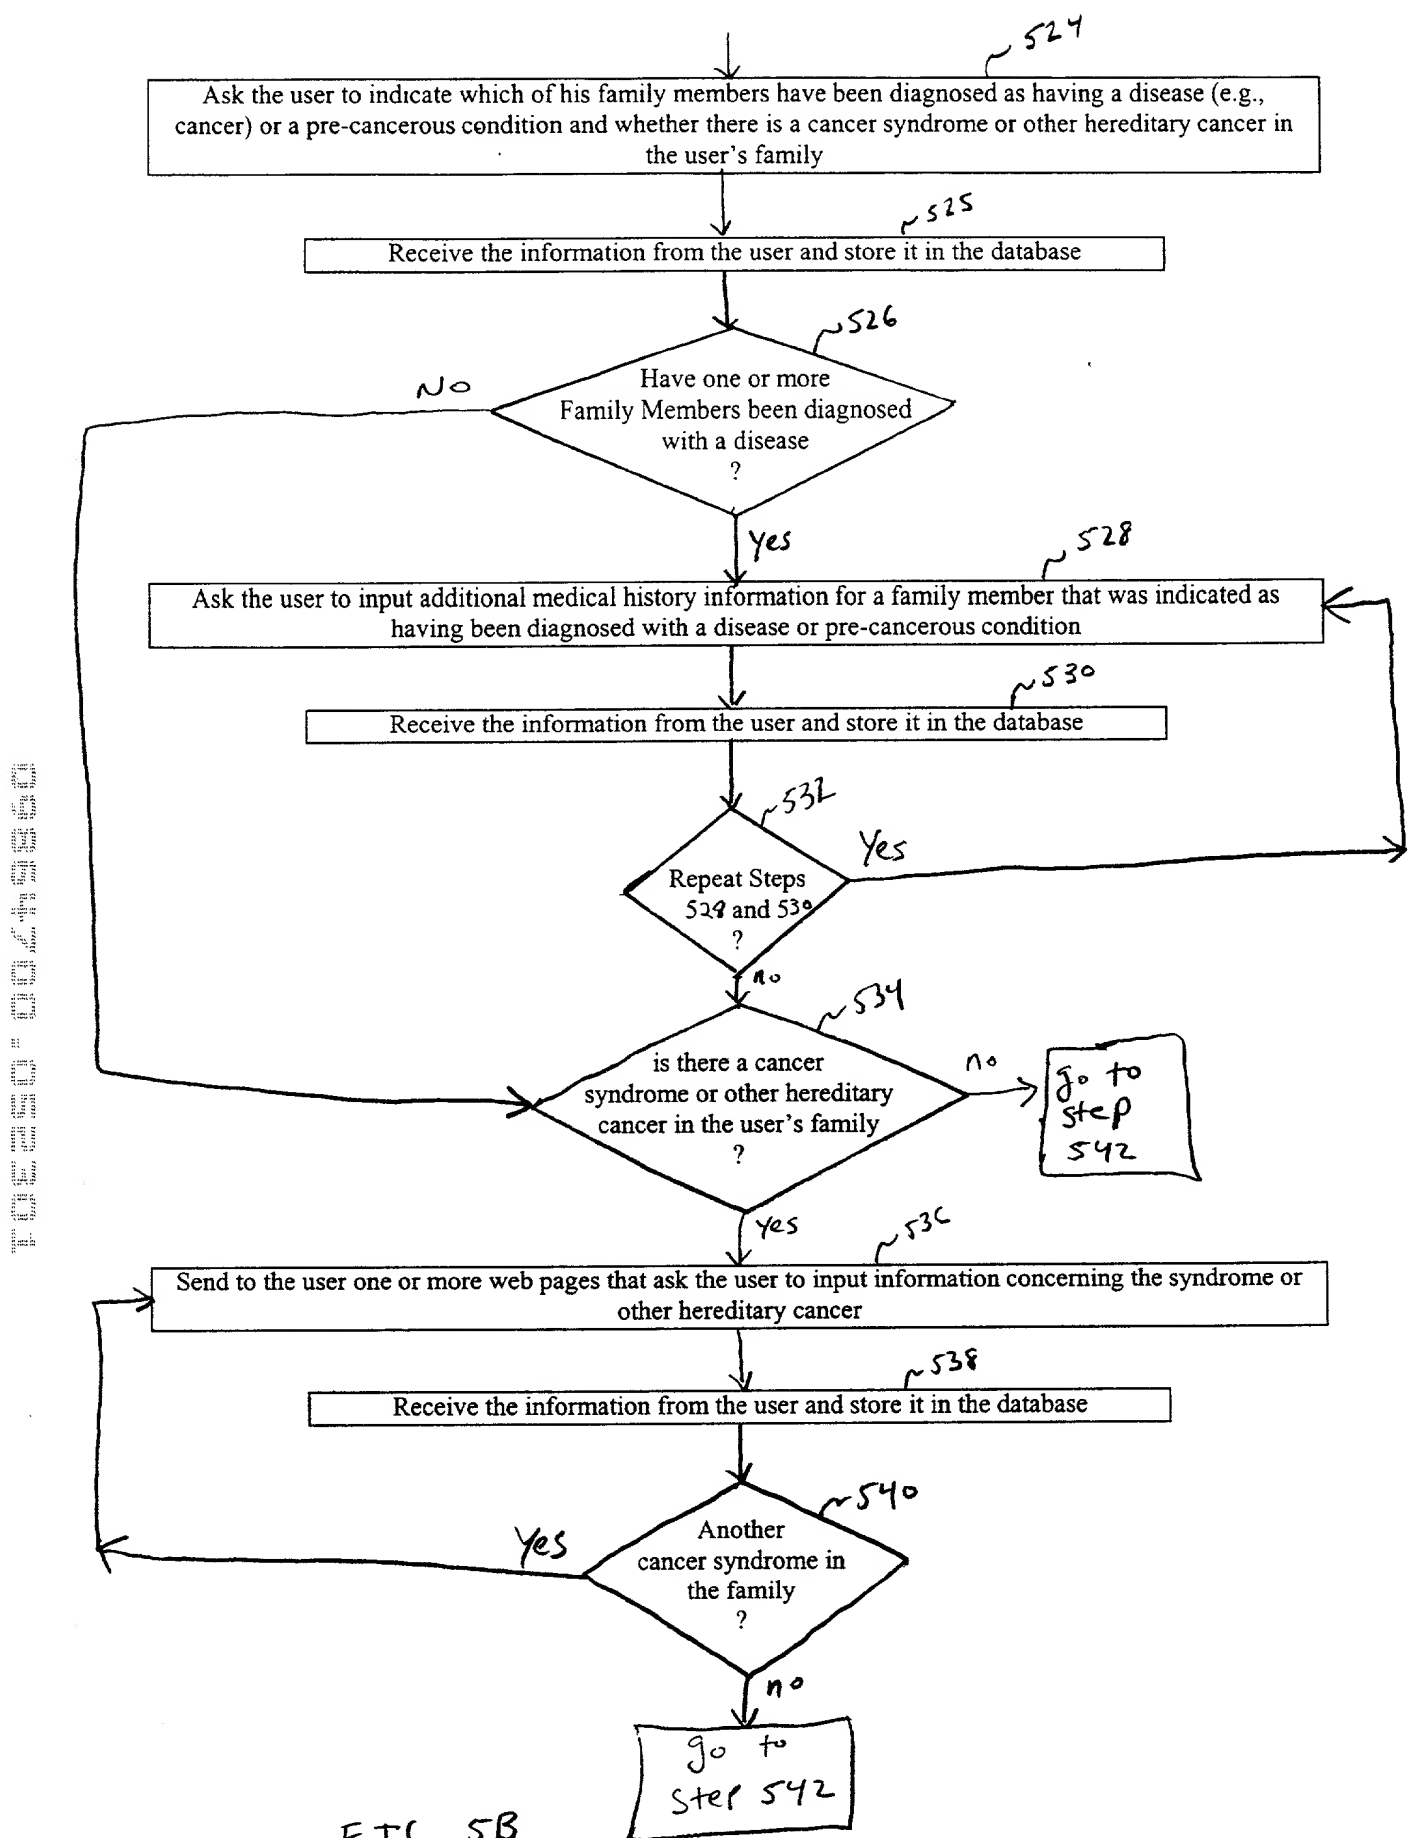 524
Ask the user to indicate which of his family members have been diagnosed as having a disease (e.g.,
cancer) or a pre-cancerous condition and whether there is a cancer syndrome or other hereditary cancer in
the user's family
525
Receive the information from the user and store it in the database
526
Have one or more
Family Members been diagnosed
with a disease
?
NO
Yes
528
Ask the user to input additional medical history information for a family member that was indicated as
having been diagnosed with a disease or pre-cancerous condition
530
Receive the information from the user and store it in the database
532
Repeat Steps
528 and 530
?
Yes
no
534
is there a cancer
syndrome or other hereditary
cancer in the user's family
?
no
go to
step
542
yes
536
Send to the user one or more web pages that ask the user to input information concerning the syndrome or
other hereditary cancer
538
Receive the information from the user and store it in the database
540
Another
cancer syndrome in
the family
?
Yes
no
go to
step 542
FIG 5B